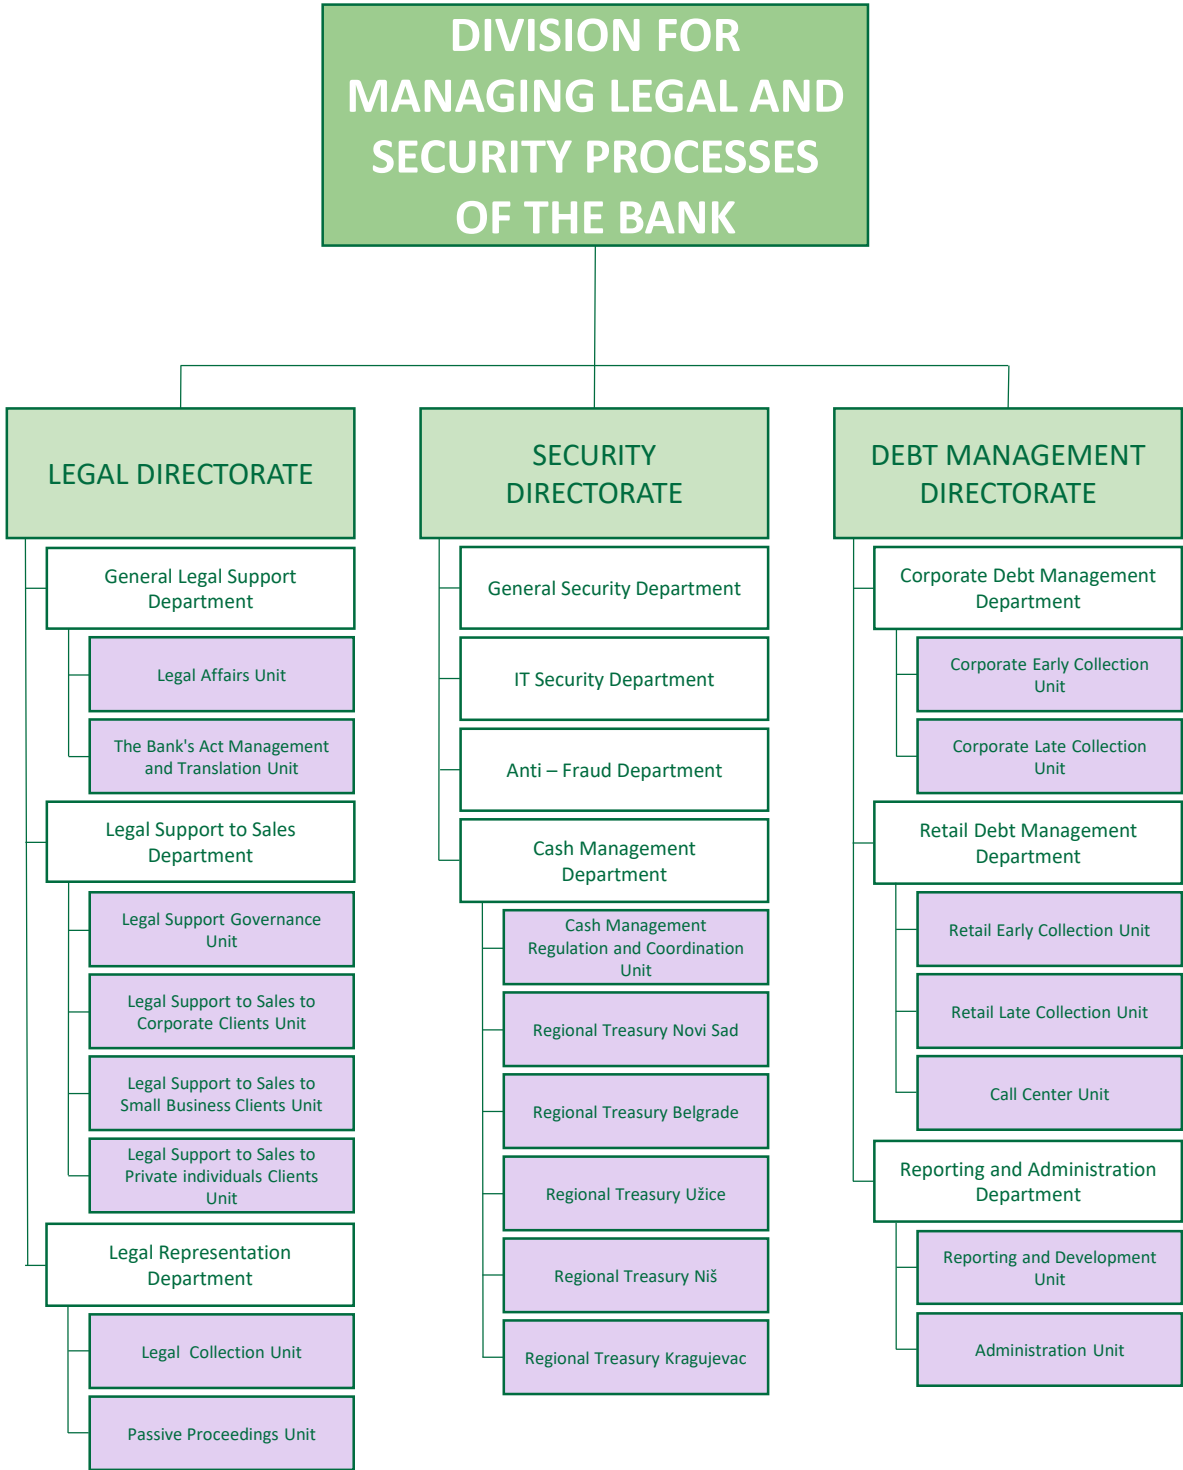 DIVISION FOR
MANAGING LEGAL AND
SECURITY PROCESSES
OF THE BANK
LEGAL DIRECTORATE
General Legal Support
Department
Legal Affairs Unit
The Bank's Act Management
and Translation Unit
Legal Support to Sales
Department
Legal Support Governance
Unit
Legal Support to Sales to
Corporate Clients Unit
Legal Support to Sales to
Small Business Clients Unit
Legal Support to Sales to
Private individuals Clients
Unit
Legal Representation
Department
Legal  Collection Unit
Passive Proceedings Unit
SECURITY
DIRECTORATE
General Security Department
IT Security Department
Anti – Fraud Department
Cash Management
Department
Cash Management
Regulation and Coordination
Unit
Regional Treasury Novi Sad
Regional Treasury Belgrade
Regional Treasury Užice
Regional Treasury Niš
Regional Treasury Kragujevac
DEBT MANAGEMENT
DIRECTORATE
Corporate Debt Management
Department
Corporate Early Collection
Unit
Corporate Late Collection
Unit
Retail Debt Management
Department
Retail Early Collection Unit
Retail Late Collection Unit
Call Center Unit
Reporting and Administration
Department
Reporting and Development
Unit
Administration Unit